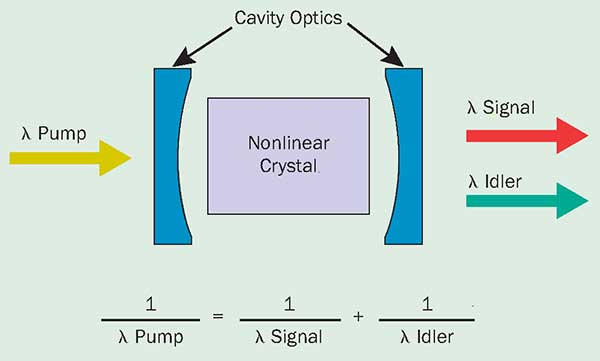 Cavity Optics
λ Pump
Nonlinear
Crystal
λ Signal
λ Idler
1 / λ Pump = 1 / λ Signal + 1 / λ Idler